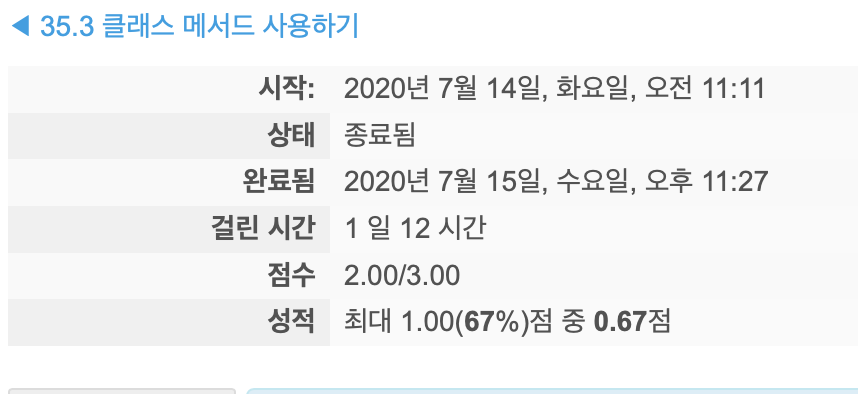 ◀ 35.3 클래스 메서드 사용하기
시작: 2020년 7월 14일, 화요일, 오전 11:11
상태 종료됨
완료됨 2020년 7월 15일, 수요일, 오후 11:27
걸린 시간 1 일 12 시간
점수 2.00/3.00
성적 최대 1.00(67%)점 중 0.67점